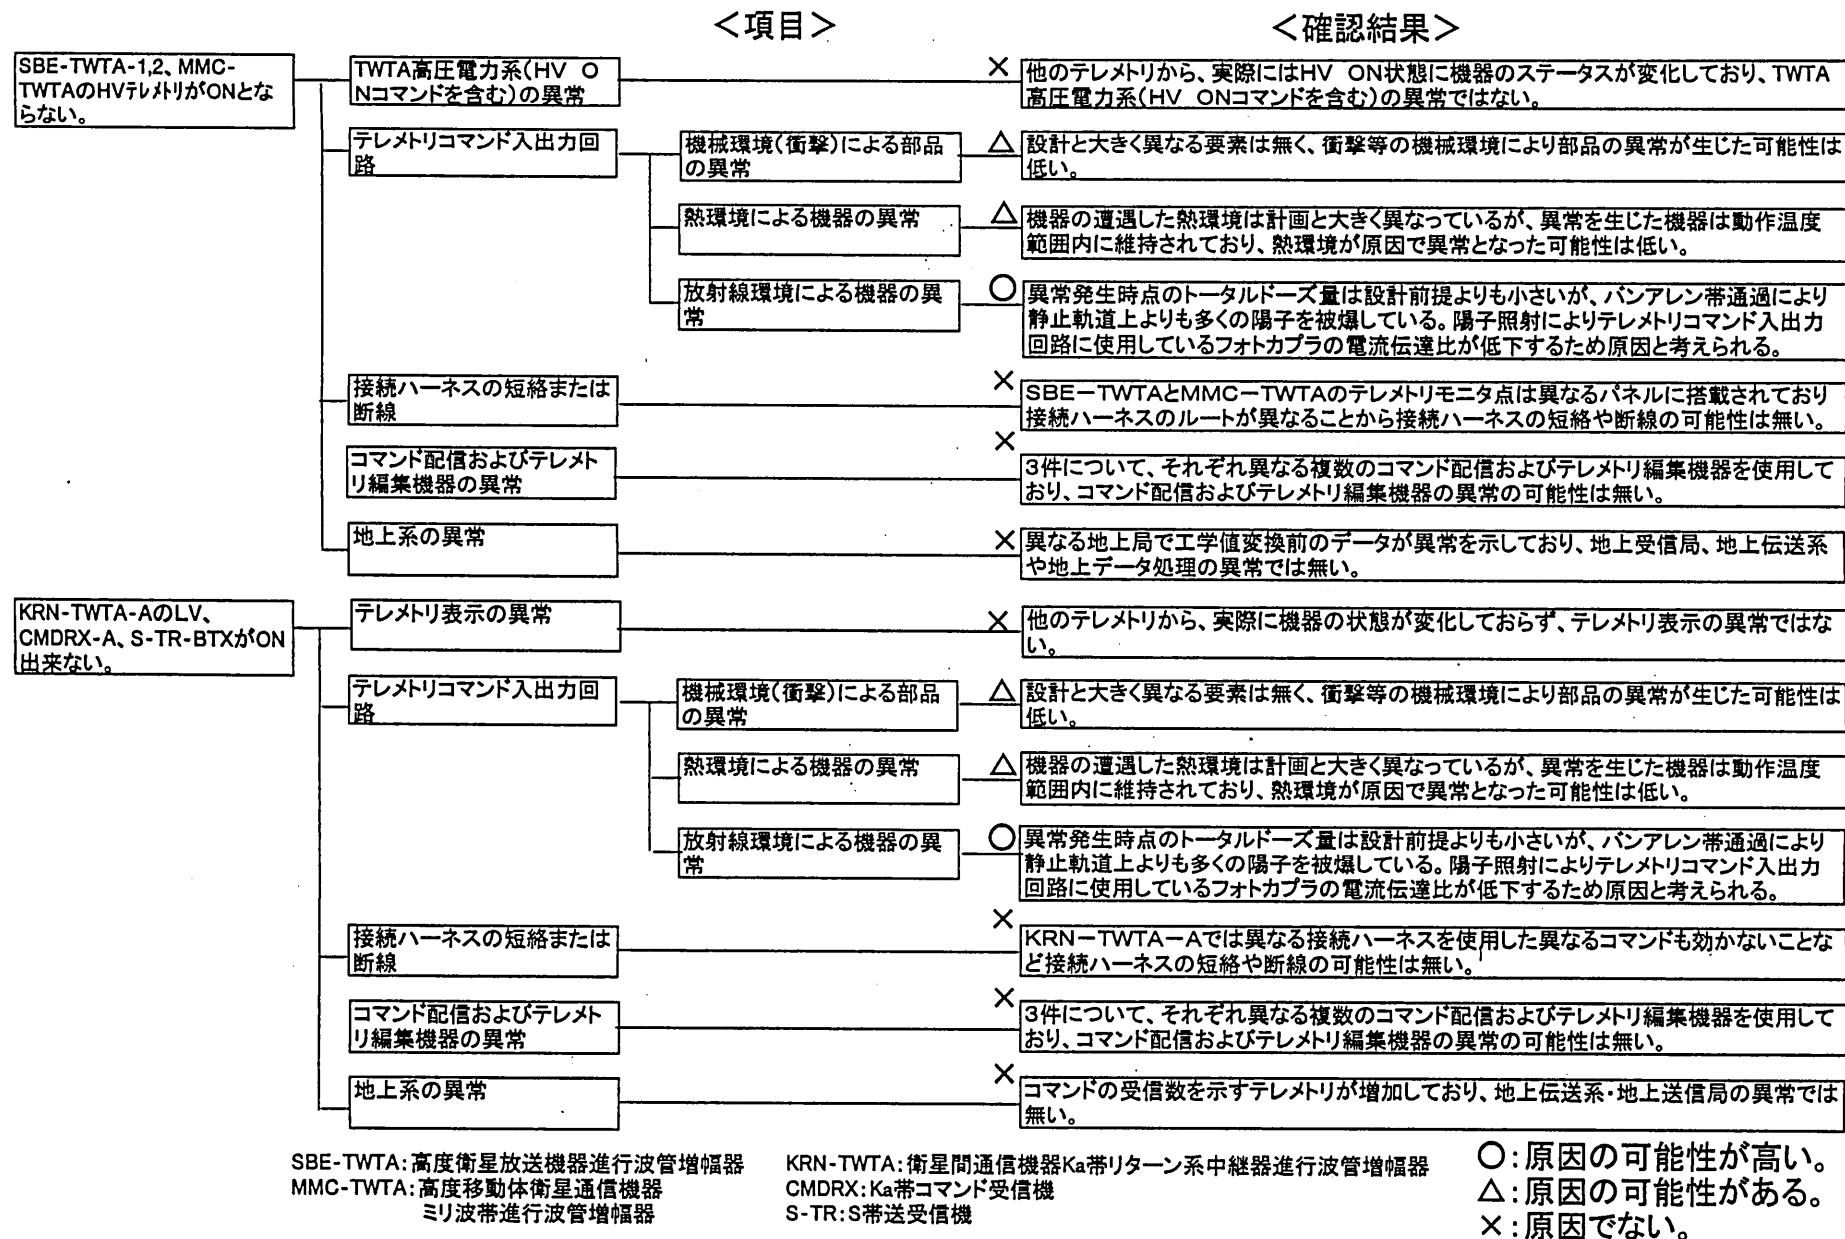 ＜項目＞
＜確認結果＞
SBE-TWTA-1,2、MMC-
TWTAのHVテレメトリがONとな
らない。
TWTA高圧電力系(HV O
Nコマンドを含む)の異常
×
他のテレメトリから、実際にはHV ON状態に機器のステータスが変化しており、TWTA
高圧電力系(HV ONコマンドを含む)の異常ではない。
テレメトリコマンド入出力回
路
機械環境(衝撃)による部品
の異常
△
設計と大きく異なる要素は無く、衝撃等の機械環境により部品の異常が生じた可能性は
低い。
熱環境による機器の異常
△
機器の遭遇した熱環境は計画と大きく異なっているが、異常を生じた機器は動作温度
範囲内に維持されており、熱環境が原因で異常となった可能性は低い。
放射線環境による機器の異
常
○
異常発生時点のトータルドーズ量は設計前提よりも小さいが、バンアレン帯通過により
静止軌道上よりも多くの陽子を被爆している。陽子照射によりテレメトリコマンド入出力
回路に使用しているフォトカプラの電流伝達比が低下するため原因と考えられる。
接続ハーネスの短絡または
断線
×
SBE－TWTAとMMC－TWTAのテレメトリモニタ点は異なるパネルに搭載されており
接続ハーネスのルートが異なることから接続ハーネスの短絡や断線の可能性は無い。
コマンド配信およびテレメト
リ編集機器の異常
×
3件について、それぞれ異なる複数のコマンド配信およびテレメトリ編集機器を使用して
おり、コマンド配信およびテレメトリ編集機器の異常の可能性は無い。
地上系の異常
×
異なる地上局で工学値変換前のデータが異常を示しており、地上受信局、地上伝送系
や地上データ処理の異常では無い。
KRN-TWTA-AのLV、
CMDRX-A、S-TR-BTXがON
出来ない。
テレメトリ表示の異常
×
他のテレメトリから、実際に機器の状態が変化しておらず、テレメトリ表示の異常ではな
い。
テレメトリコマンド入出力回
路
機械環境(衝撃)による部品
の異常
△
設計と大きく異なる要素は無く、衝撃等の機械環境により部品の異常が生じた可能性は
低い。
熱環境による機器の異常
△
機器の遭遇した熱環境は計画と大きく異なっているが、異常を生じた機器は動作温度
範囲内に維持されており、熱環境が原因で異常となった可能性は低い。
放射線環境による機器の異
常
○
異常発生時点のトータルドーズ量は設計前提よりも小さいが、バンアレン帯通過により
静止軌道上よりも多くの陽子を被爆している。陽子照射によりテレメトリコマンド入出力
回路に使用しているフォトカプラの電流伝達比が低下するため原因と考えられる。
接続ハーネスの短絡または
断線
×
KRN－TWTA－Aでは異なる接続ハーネスを使用した異なるコマンドも効かないことな
ど接続ハーネスの短絡や断線の可能性は無い。
コマンド配信およびテレメト
リ編集機器の異常
×
3件について、それぞれ異なる複数のコマンド配信およびテレメトリ編集機器を使用して
おり、コマンド配信およびテレメトリ編集機器の異常の可能性は無い。
地上系の異常
×
コマンドの受信数を示すテレメトリが増加しており、地上伝送系・地上送信局の異常では
無い。
SBE-TWTA:高度衛星放送機器進行波管増幅器
MMC-TWTA:高度移動体衛星通信機器
ミリ波帯進行波管増幅器
KRN-TWTA:衛星間通信機器Ka帯リターン系中継器進行波管増幅器
CMDRX:Ka帯コマンド受信機
S-TR:S帯送受信機
○:原因の可能性が高い。
△:原因の可能性がある。
×:原因でない。